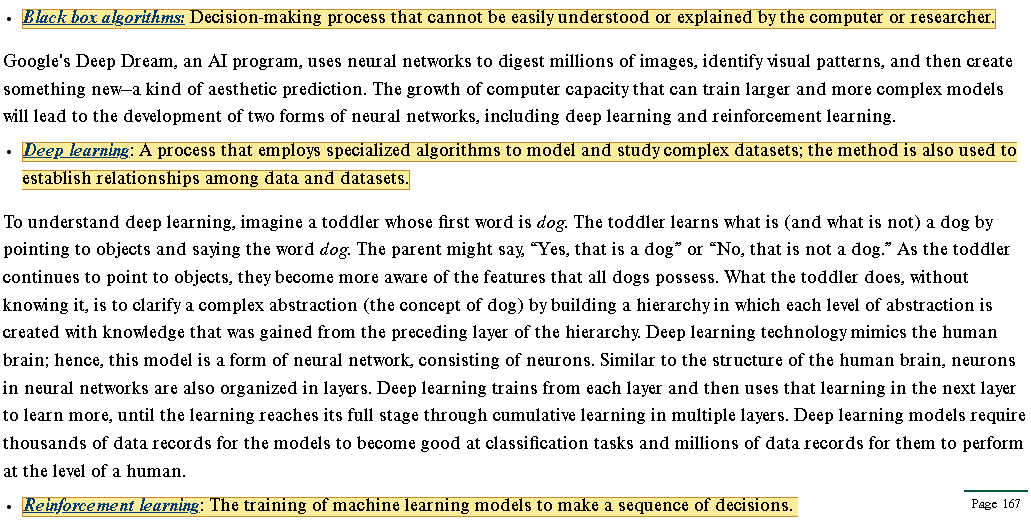 • Black box algorithms: Decision-making process that cannot be easily understood or explained by the computer or researcher.
Google's Deep Dream, an AI program, uses neural networks to digest millions of images, identify visual patterns, and then create
something new—a kind of aesthetic prediction. The growth of computer capacity that can train larger and more complex models
will lead to the development of two forms of neural networks, including deep learning and reinforcement learning.
• Deep learning: A process that employs specialized algorithms to model and study complex datasets; the method is also used to
establish relationships among data and datasets.
To understand deep learning, imagine a toddler whose first word is dog. The toddler learns what is (and what is not) a dog by
pointing to objects and saying the word dog. The parent might say, “Yes, that is a dog” or “No, that is not a dog.” As the toddler
continues to point to objects, they become more aware of the features that all dogs possess. What the toddler does, without
knowing it, is to clarify a complex abstraction (the concept of dog) by building a hierarchy in which each level of abstraction is
created with knowledge that was gained from the preceding layer of the hierarchy. Deep learning technology mimics the human
brain; hence, this model is a form of neural network, consisting of neurons. Similar to the structure of the human brain, neurons
in neural networks are also organized in layers. Deep learning trains from each layer and then uses that learning in the next layer
to learn more, until the learning reaches its full stage through cumulative learning in multiple layers. Deep learning models require
thousands of data records for the models to become good at classification tasks and millions of data records for them to perform
at the level of a human.
• Reinforcement learning: The training of machine learning models to make a sequence of decisions.
Page 167